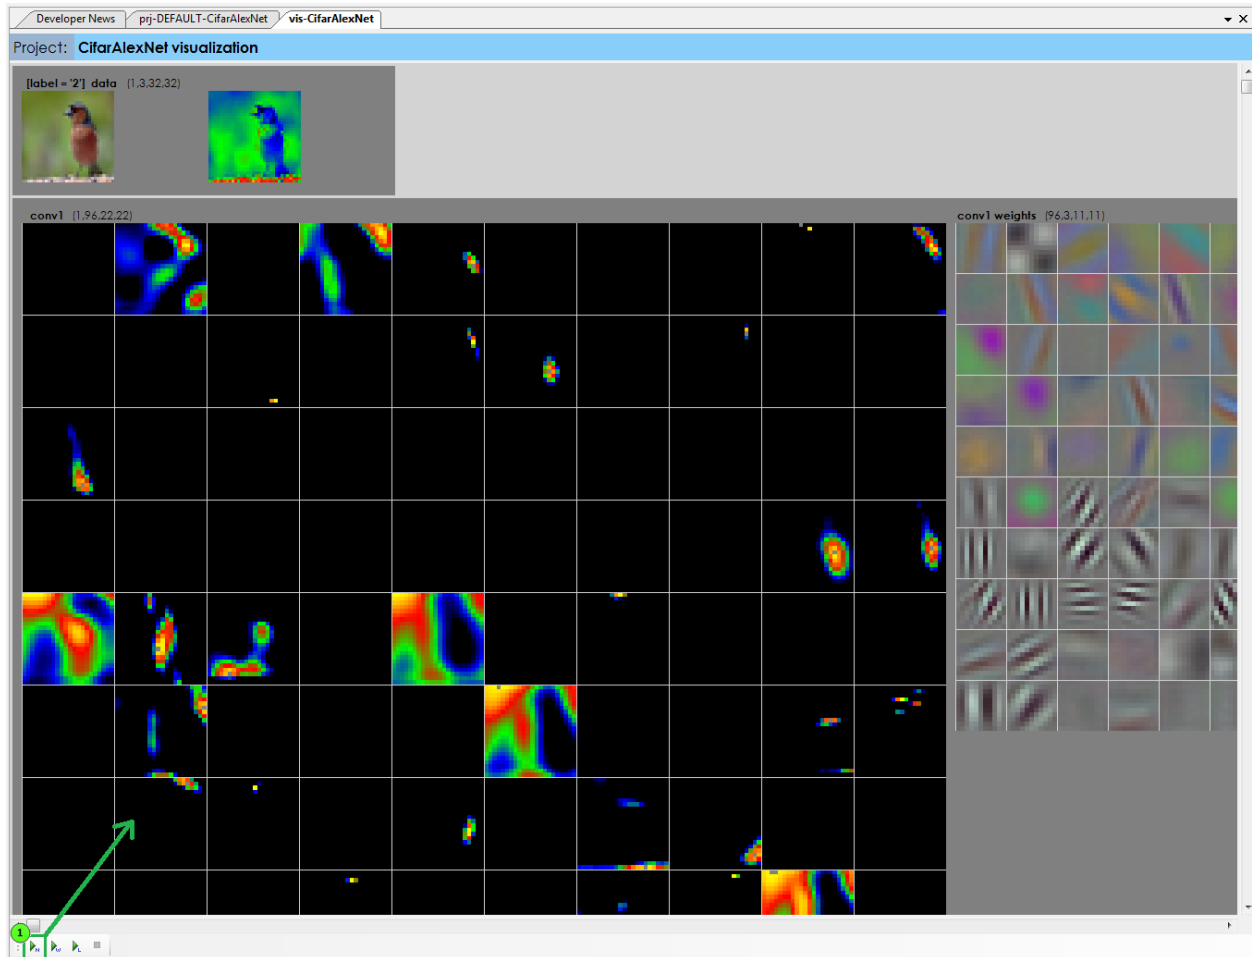 Developer News prj-DEFAULT-CifarAlexNet vis-CifarAlexNet
Project: CifarAlexNet visualization
[label = '2'] data (1,3,32,32)
conv1 (1,96,22,22) conv1 weights (96,3,11,11)
1
N W L